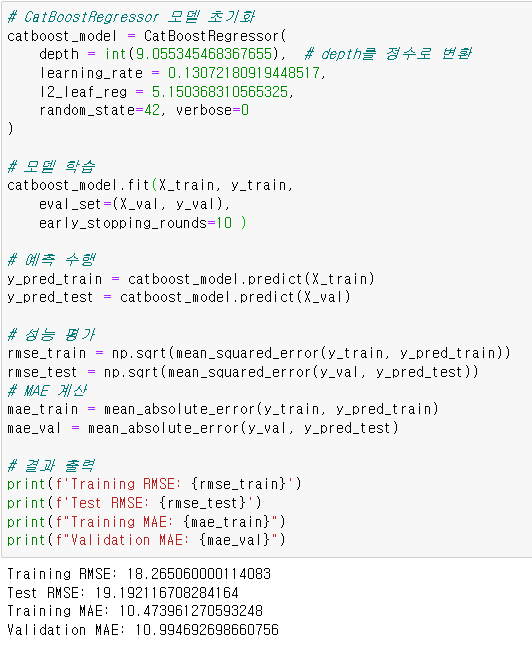 # CatBoostRegressor 모델 초기화
catboost_model = CatBoostRegressor(
    depth = int(9.055345468367655),  # depth를 정수로 변환
    learning_rate = 0.13072180919448517,
    l2_leaf_reg = 5.150368310565325,
    random_state=42, verbose=0
)
# 모델 학습
catboost_model.fit(X_train, y_train,
    eval_set=(X_val, y_val),
    early_stopping_rounds=10 )
# 예측 수행
y_pred_train = catboost_model.predict(X_train)
y_pred_test = catboost_model.predict(X_val)
# 성능 평가
rmse_train = np.sqrt(mean_squared_error(y_train, y_pred_train))
rmse_test = np.sqrt(mean_squared_error(y_val, y_pred_test))
# MAE 계산
mae_train = mean_absolute_error(y_train, y_pred_train)
mae_val = mean_absolute_error(y_val, y_pred_test)
# 결과 출력
print(f'Training RMSE: {rmse_train}')
print(f'Test RMSE: {rmse_test}')
print(f"Training MAE: {mae_train}")
print(f"Validation MAE: {mae_val}")
Training RMSE: 18.265060000114083
Test RMSE: 19.192116708284164
Training MAE: 10.473961270593248
Validation MAE: 10.994692698660756